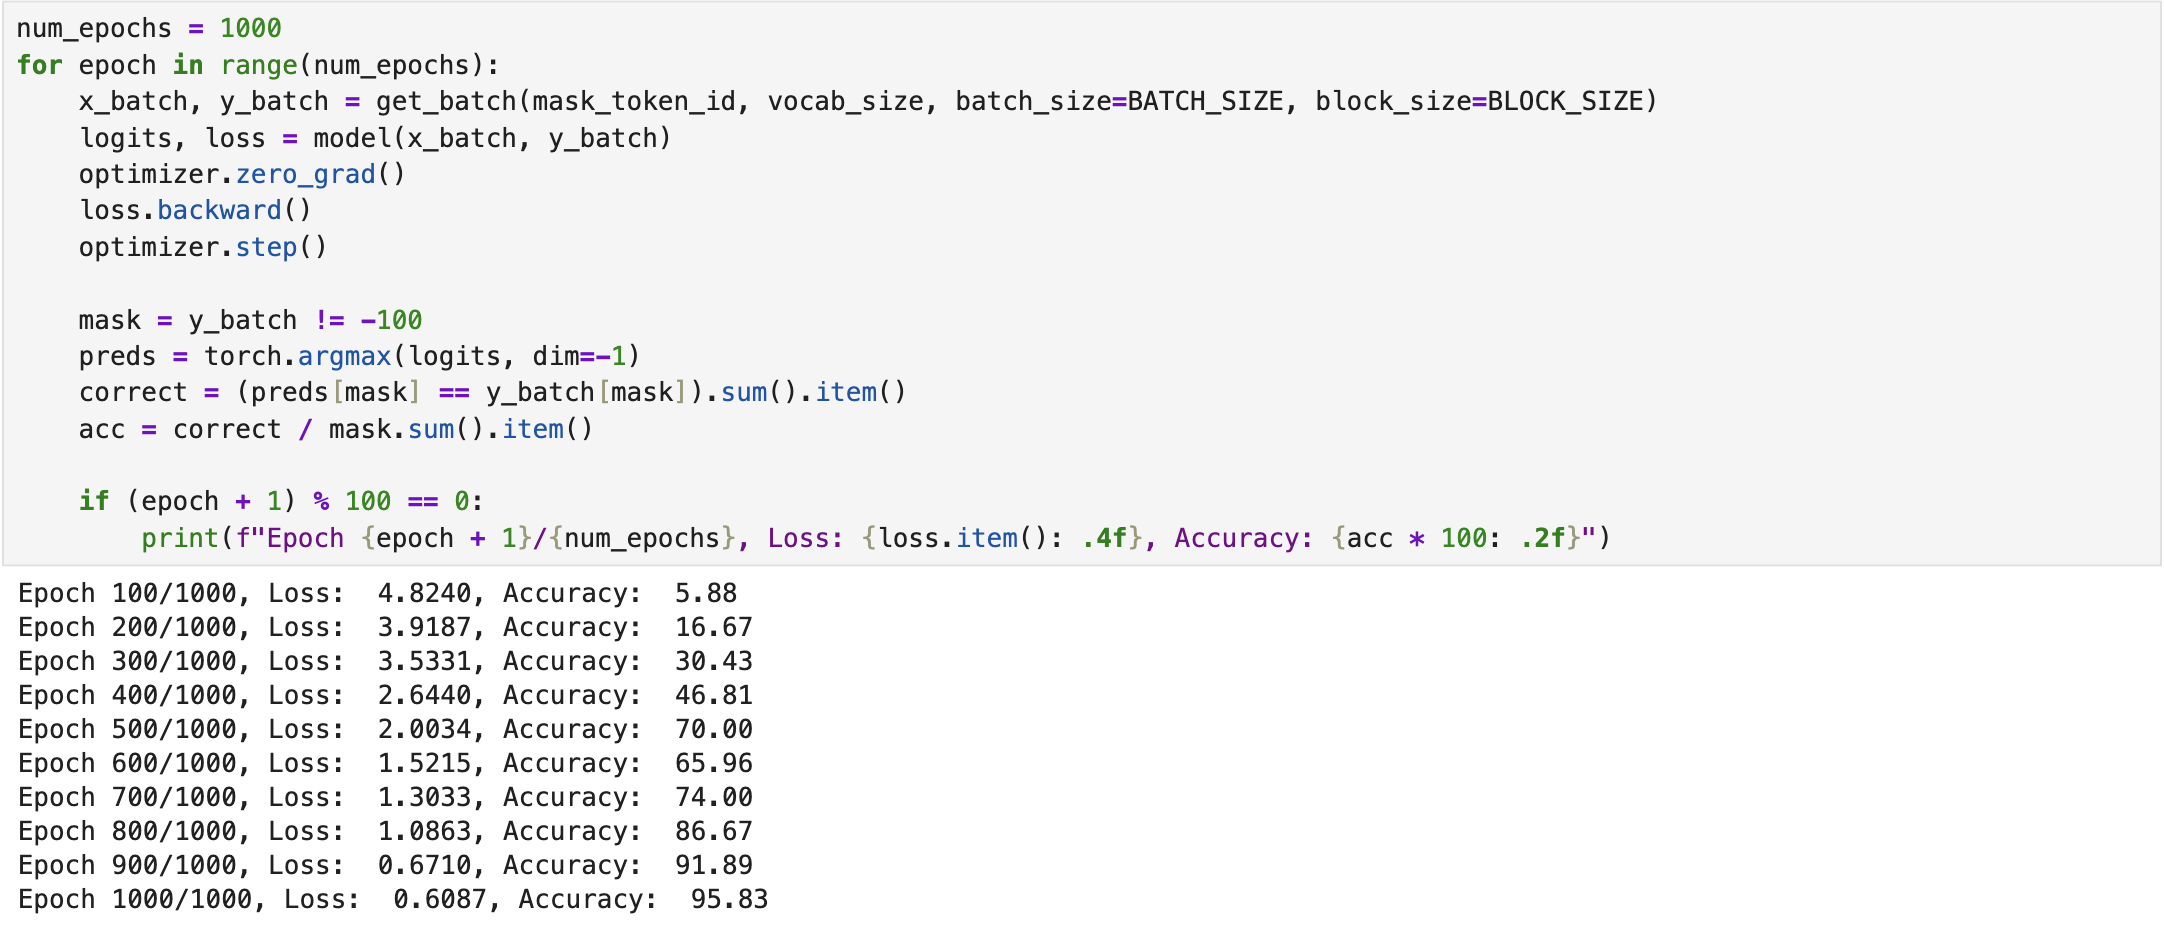 num_epochs = 1000
for epoch in range(num_epochs):
    x_batch, y_batch = get_batch(mask_token_id, vocab_size, batch_size=BATCH_SIZE, block_size=BLOCK_SIZE)
    logits, loss = model(x_batch, y_batch)
    optimizer.zero_grad()
    loss.backward()
    optimizer.step()

    mask = y_batch != -100
    preds = torch.argmax(logits, dim=-1)
    correct = (preds[mask] == y_batch[mask]).sum().item()
    acc = correct / mask.sum().item()

    if (epoch + 1) % 100 == 0:
        print(f"Epoch {epoch + 1}/{num_epochs}, Loss: {loss.item(): .4f}, Accuracy: {acc * 100: .2f}")
Epoch 100/1000, Loss:  4.8240, Accuracy:  5.88
Epoch 200/1000, Loss:  3.9187, Accuracy:  16.67
Epoch 300/1000, Loss:  3.5331, Accuracy:  30.43
Epoch 400/1000, Loss:  2.6440, Accuracy:  46.81
Epoch 500/1000, Loss:  2.0034, Accuracy:  70.00
Epoch 600/1000, Loss:  1.5215, Accuracy:  65.96
Epoch 700/1000, Loss:  1.3033, Accuracy:  74.00
Epoch 800/1000, Loss:  1.0863, Accuracy:  86.67
Epoch 900/1000, Loss:  0.6710, Accuracy:  91.89
Epoch 1000/1000, Loss:  0.6087, Accuracy:  95.83